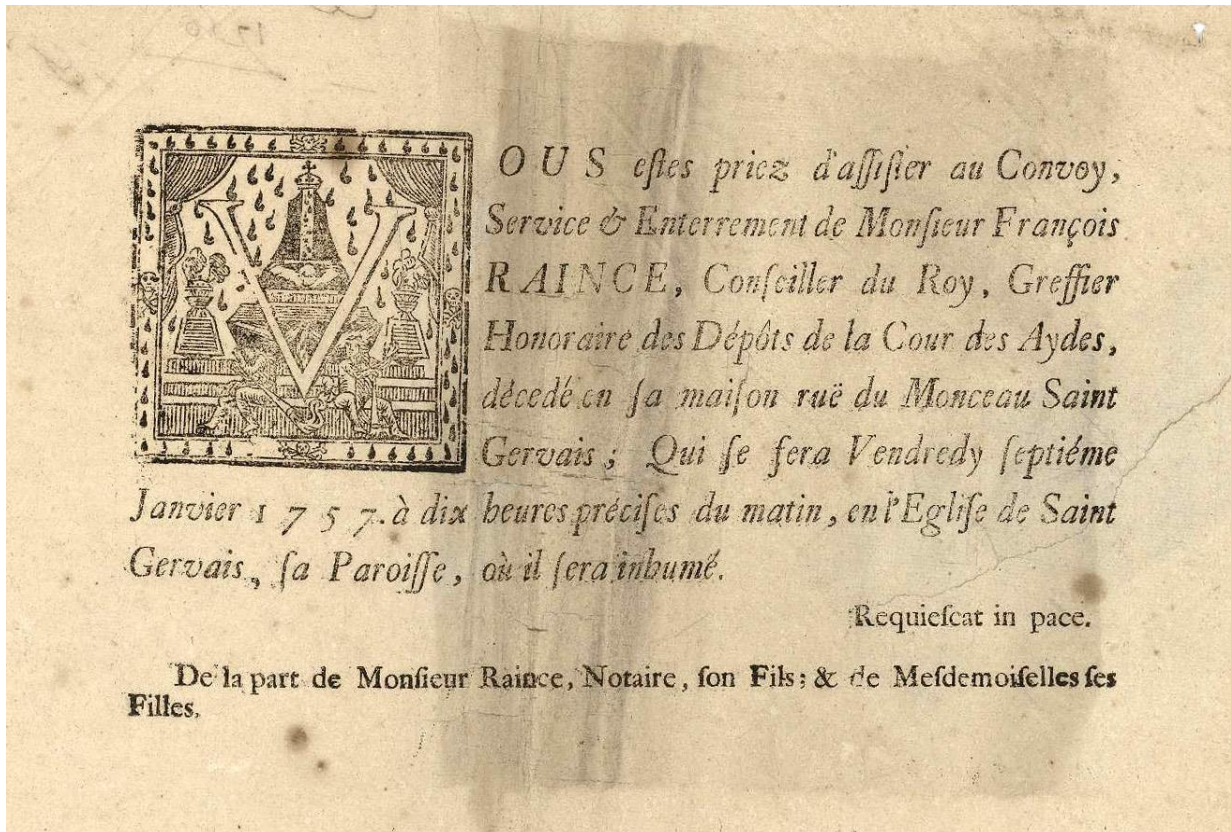 VOUS estes priez d'assister au Convoy,
Service & Enterrement de Monsieur François
RAINCE, Conseiller du Roy, Greffier
Honoraire des Dépôts de la Cour des Aydes,
décedé en sa maison ruë du Monceau Saint
Gervais; Qui se fera Vendredy septiéme
Janvier 1757. à dix heures précises du matin, en l'Eglise de Saint
Gervais, sa Paroisse, où il sera inhumé.
Requiescat in pace.
De la part de Monsieur Raince, Notaire, son Fils; & de Mesdemoiselles ses
Filles.